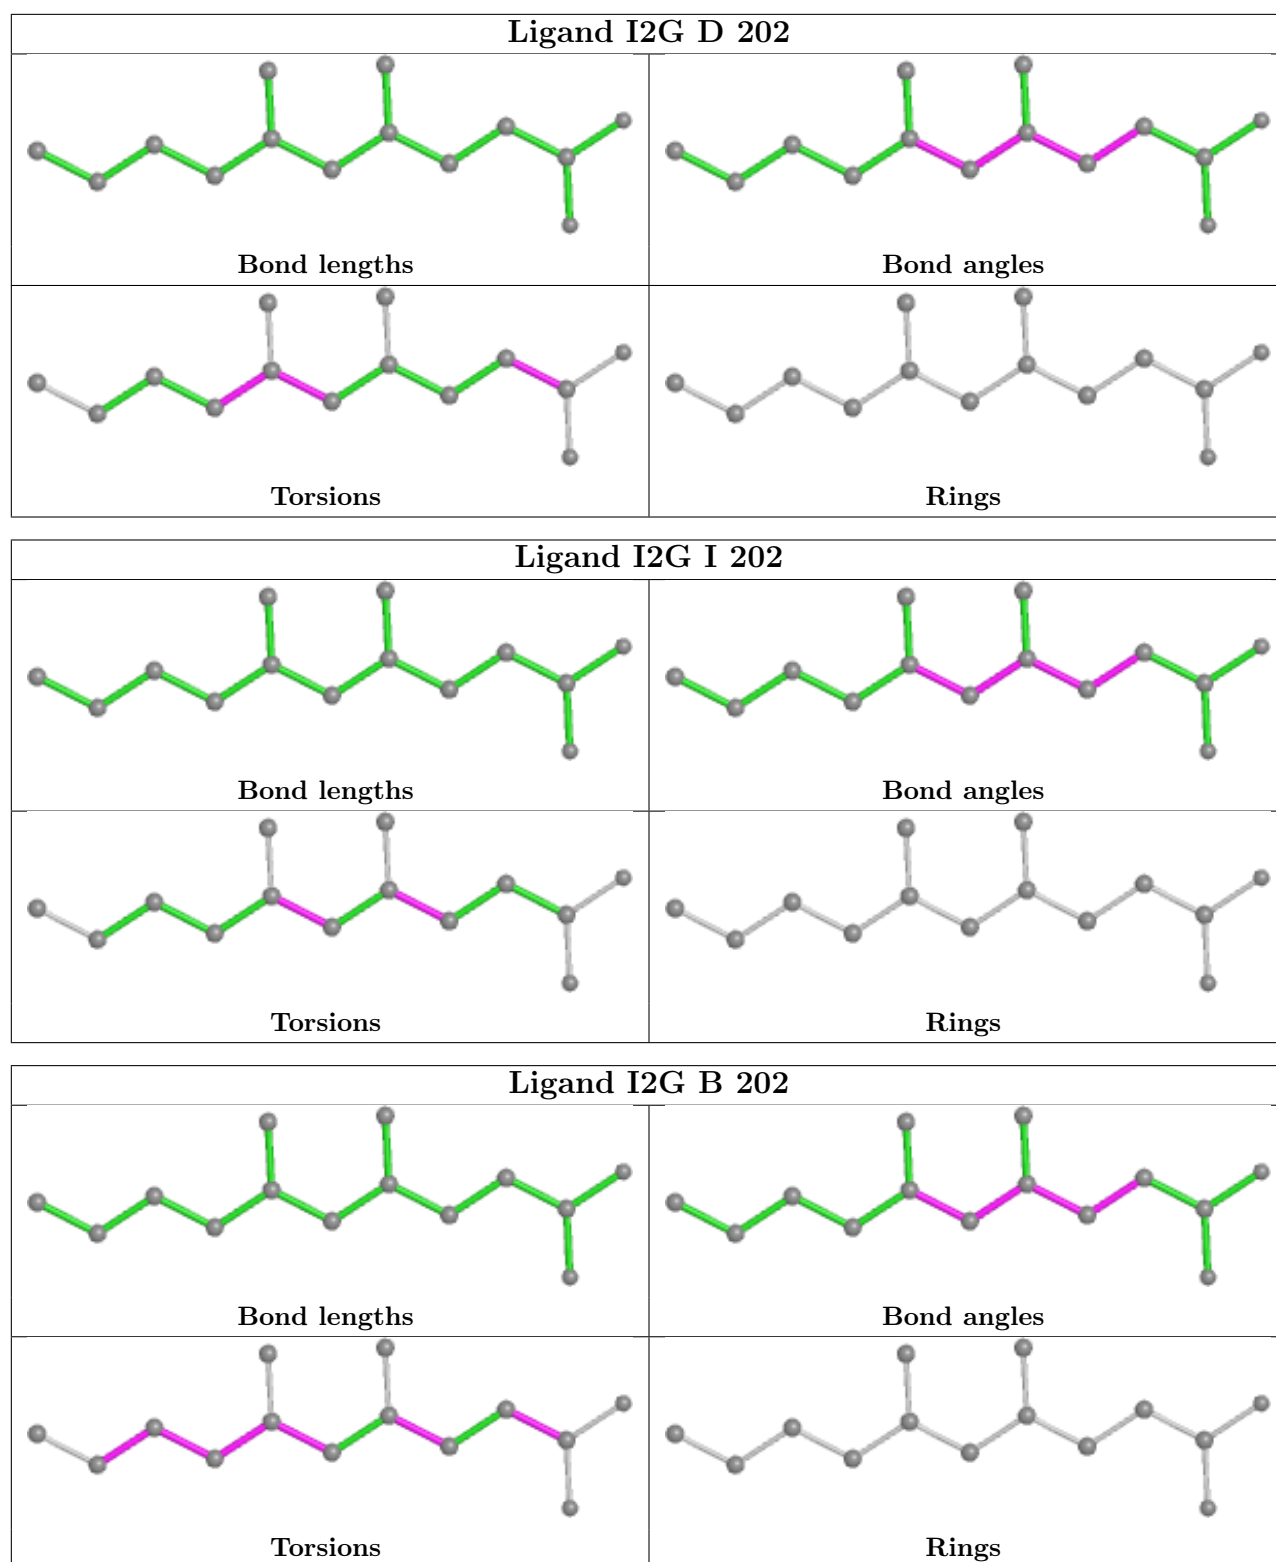 Ligand I2G D 202
Bond lengths
Bond angles
Torsions
Rings
Ligand I2G I 202
Bond lengths
Bond angles
Torsions
Rings
Ligand I2G B 202
Bond lengths
Bond angles
Torsions
Rings